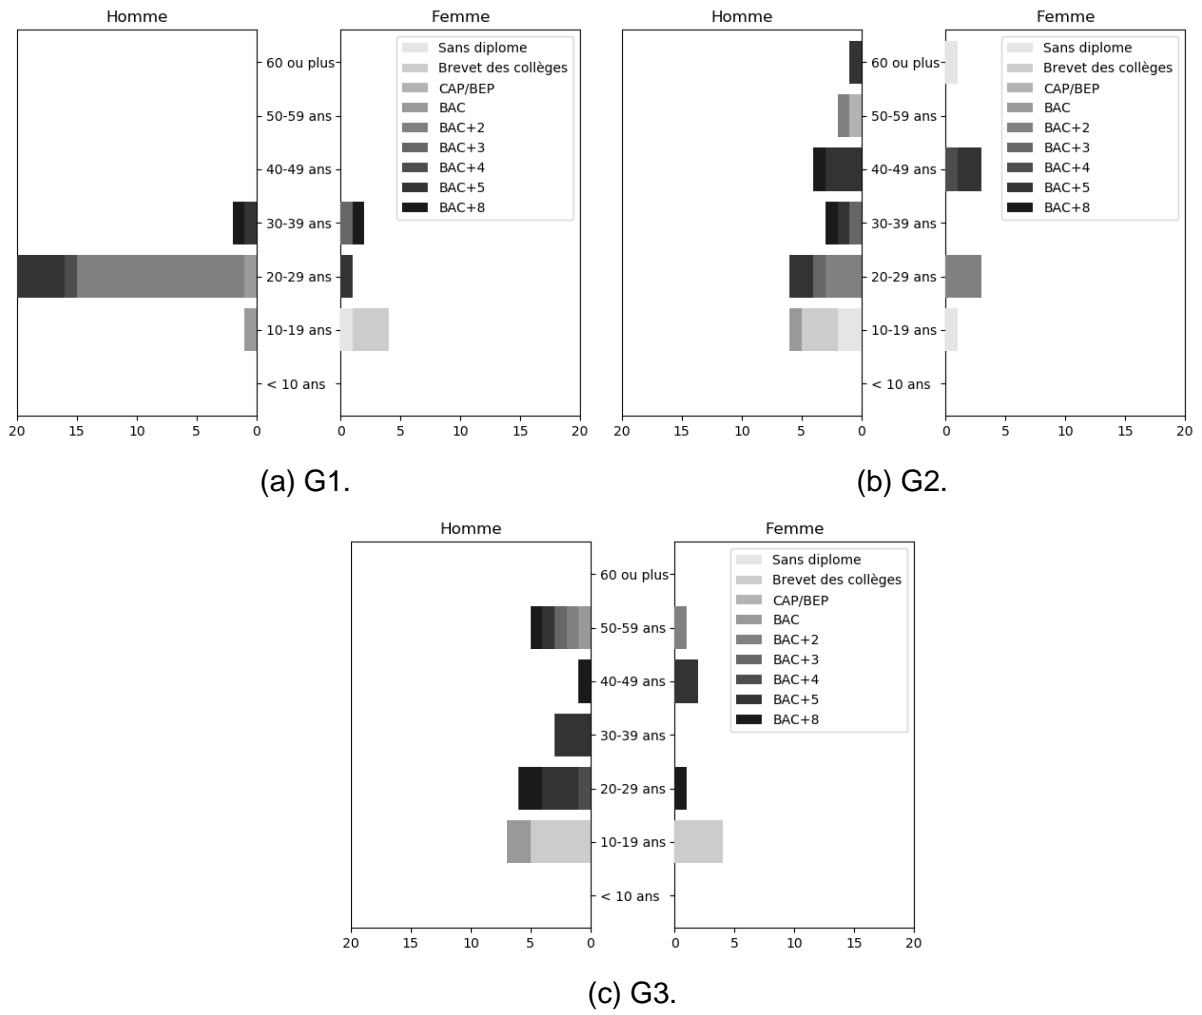 Homme
Femme
60 ou plus
50-59 ans
40-49 ans
30-39 ans
20-29 ans
10-19 ans
< 10 ans
Sans diplome
Brevet des collèges
CAP/BEP
BAC
BAC+2
BAC+3
BAC+4
BAC+5
BAC+8
20 15 10 5 0
0 5 10 15 20
(a) G1.
Homme
Femme
60 ou plus
50-59 ans
40-49 ans
30-39 ans
20-29 ans
10-19 ans
< 10 ans
Sans diplome
Brevet des collèges
CAP/BEP
BAC
BAC+2
BAC+3
BAC+4
BAC+5
BAC+8
20 15 10 5 0
0 5 10 15 20
(b) G2.
Homme
Femme
60 ou plus
50-59 ans
40-49 ans
30-39 ans
20-29 ans
10-19 ans
< 10 ans
Sans diplome
Brevet des collèges
CAP/BEP
BAC
BAC+2
BAC+3
BAC+4
BAC+5
BAC+8
20 15 10 5 0
0 5 10 15 20
(c) G3.